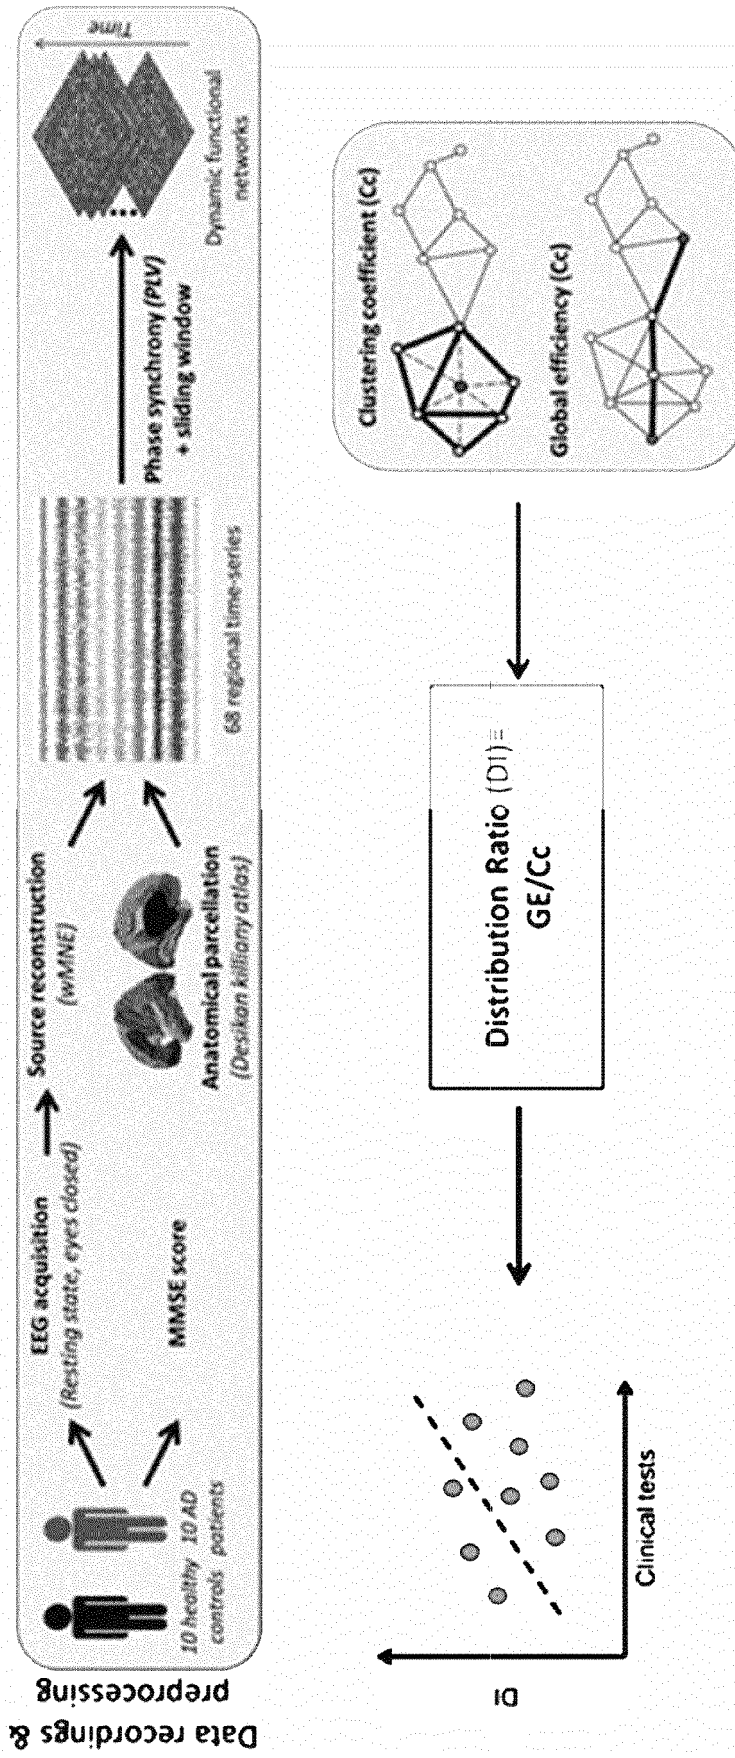 Data recordings &
preprocessing
10 healthy
controls
10 AD
patients
EEG acquisition
(Resting state, eyes closed)
MMSE score
Source reconstruction
(wMNE)
Anatomical parcellation
(Desikan killiany atlas)
68 regional time-series
Phase synchrony (PLV)
+ sliding window
Time
Dynamic functional
networks
Clustering coefficient (Cc)
Global efficiency (Cc)
Distribution Ratio (DI)=
GE/Cc
DI
Clinical tests